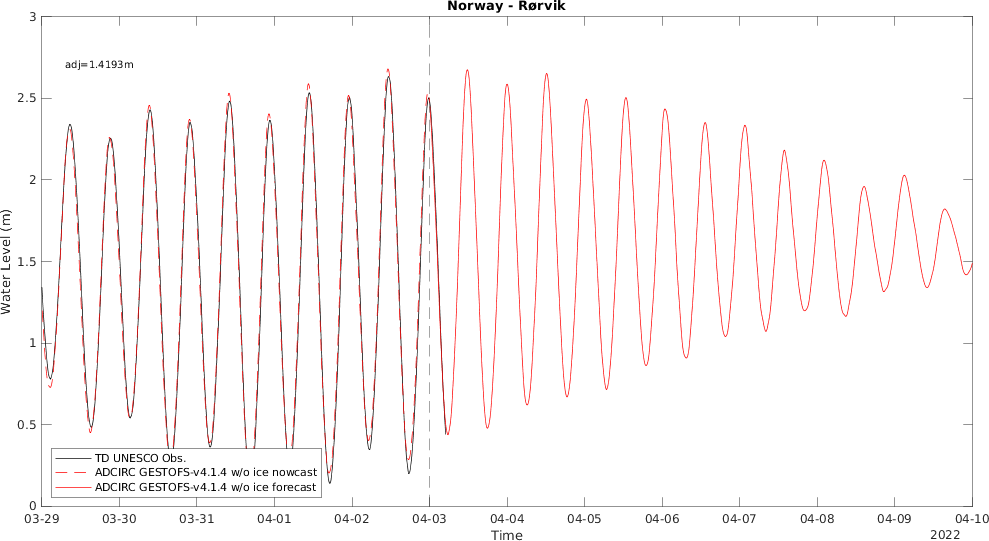 Norway - Rørvik
adj=1.4193m
3
2.5
2
1.5
1
0.5
0
Water Level (m)
TD UNESCO Obs.
ADCIRC GESTOFS-v4.1.4 w/o ice nowcast
ADCIRC GESTOFS-v4.1.4 w/o ice forecast
03-29 03-30 03-31 04-01 04-02 04-03 04-04 04-05 04-06 04-07 04-08 04-09 04-10
Time
2022